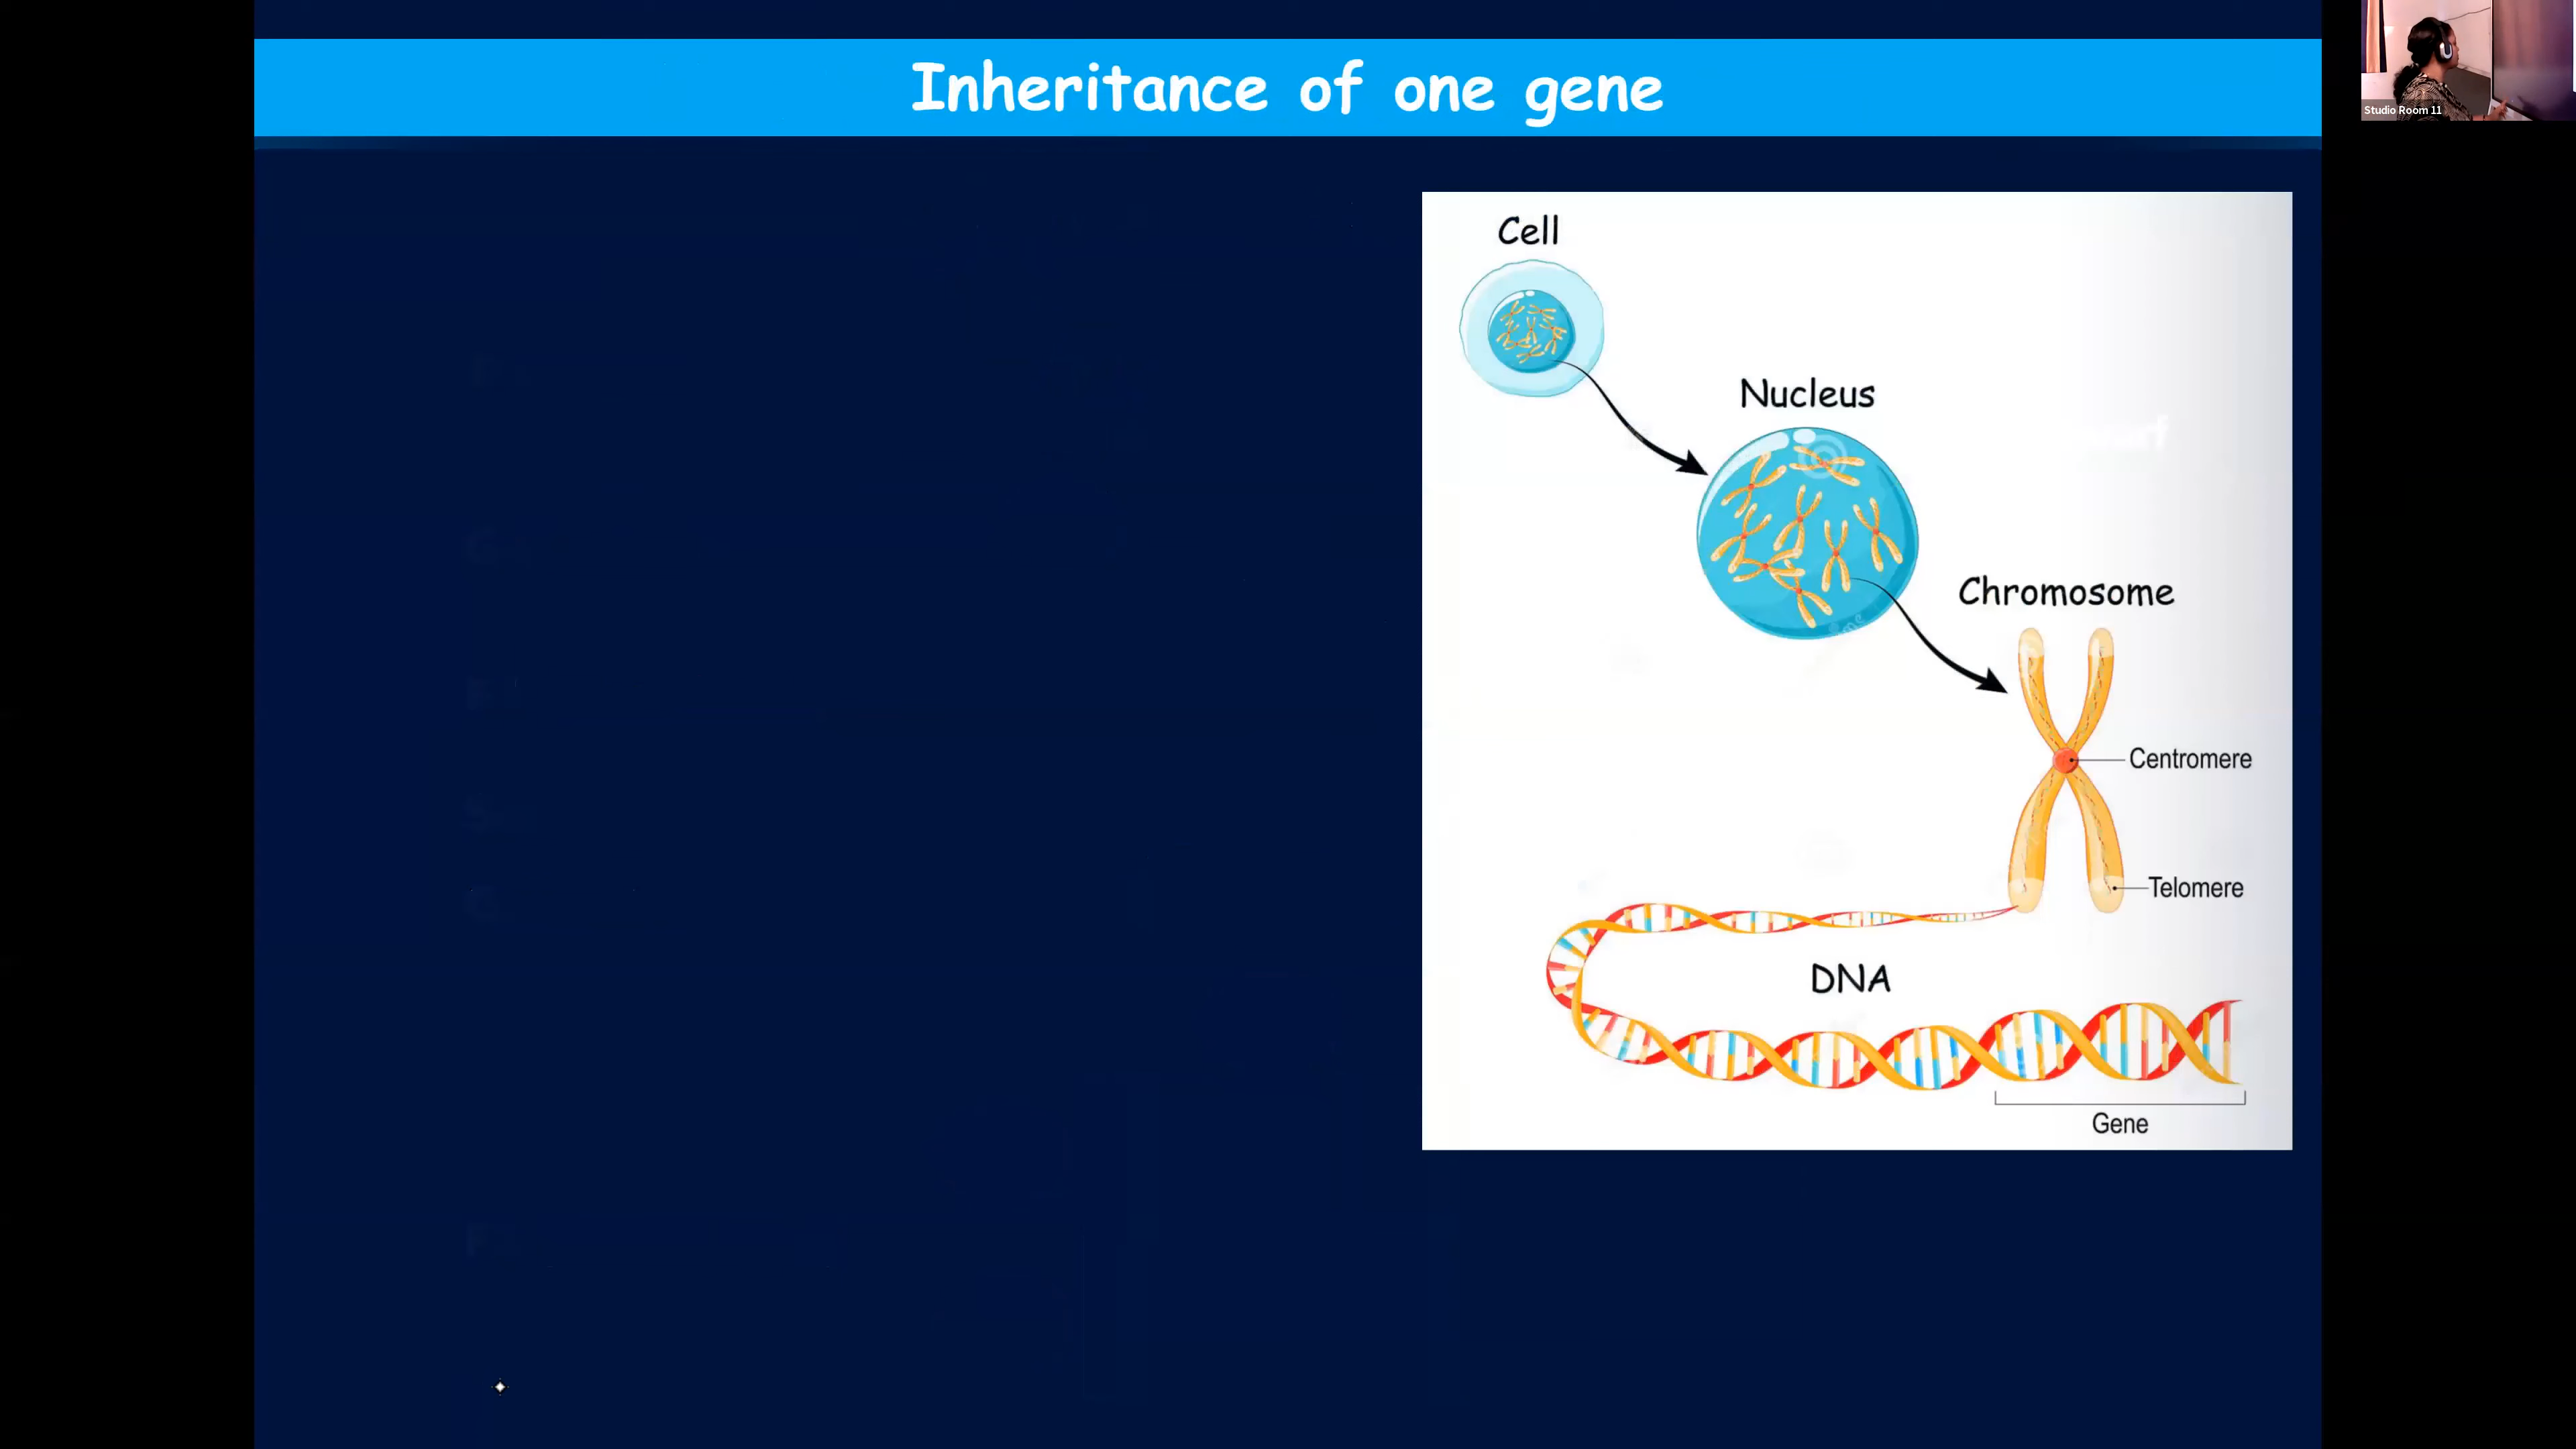 Inheritance of one gene
Studio Room 11
Cell
Nucleus
Chromosome
Centromere
Telomere
DNA
Gene